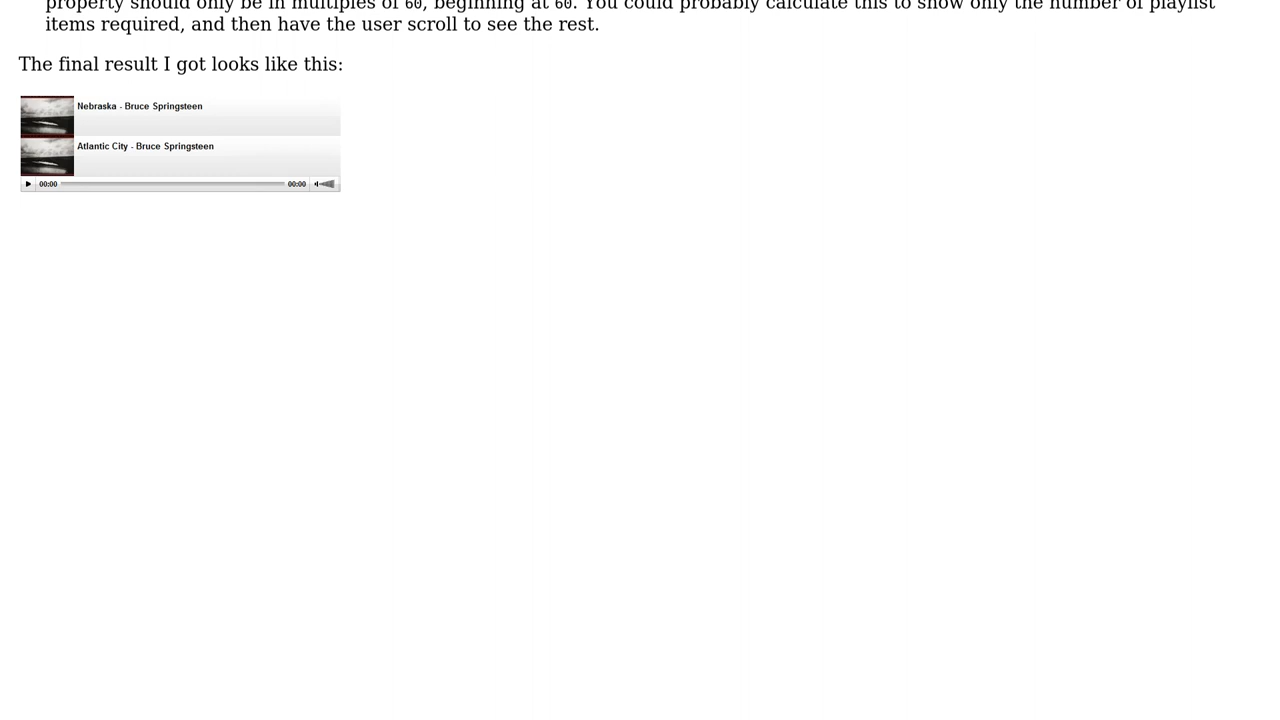 property should only be in multiples of 60, beginning at 60. You could probably calculate this to show only the number of playlist
items required, and then have the user scroll to see the rest.
The final result I got looks like this:
Nebraska - Bruce Springsteen
Atlantic City - Bruce Springsteen
00:00 00:00